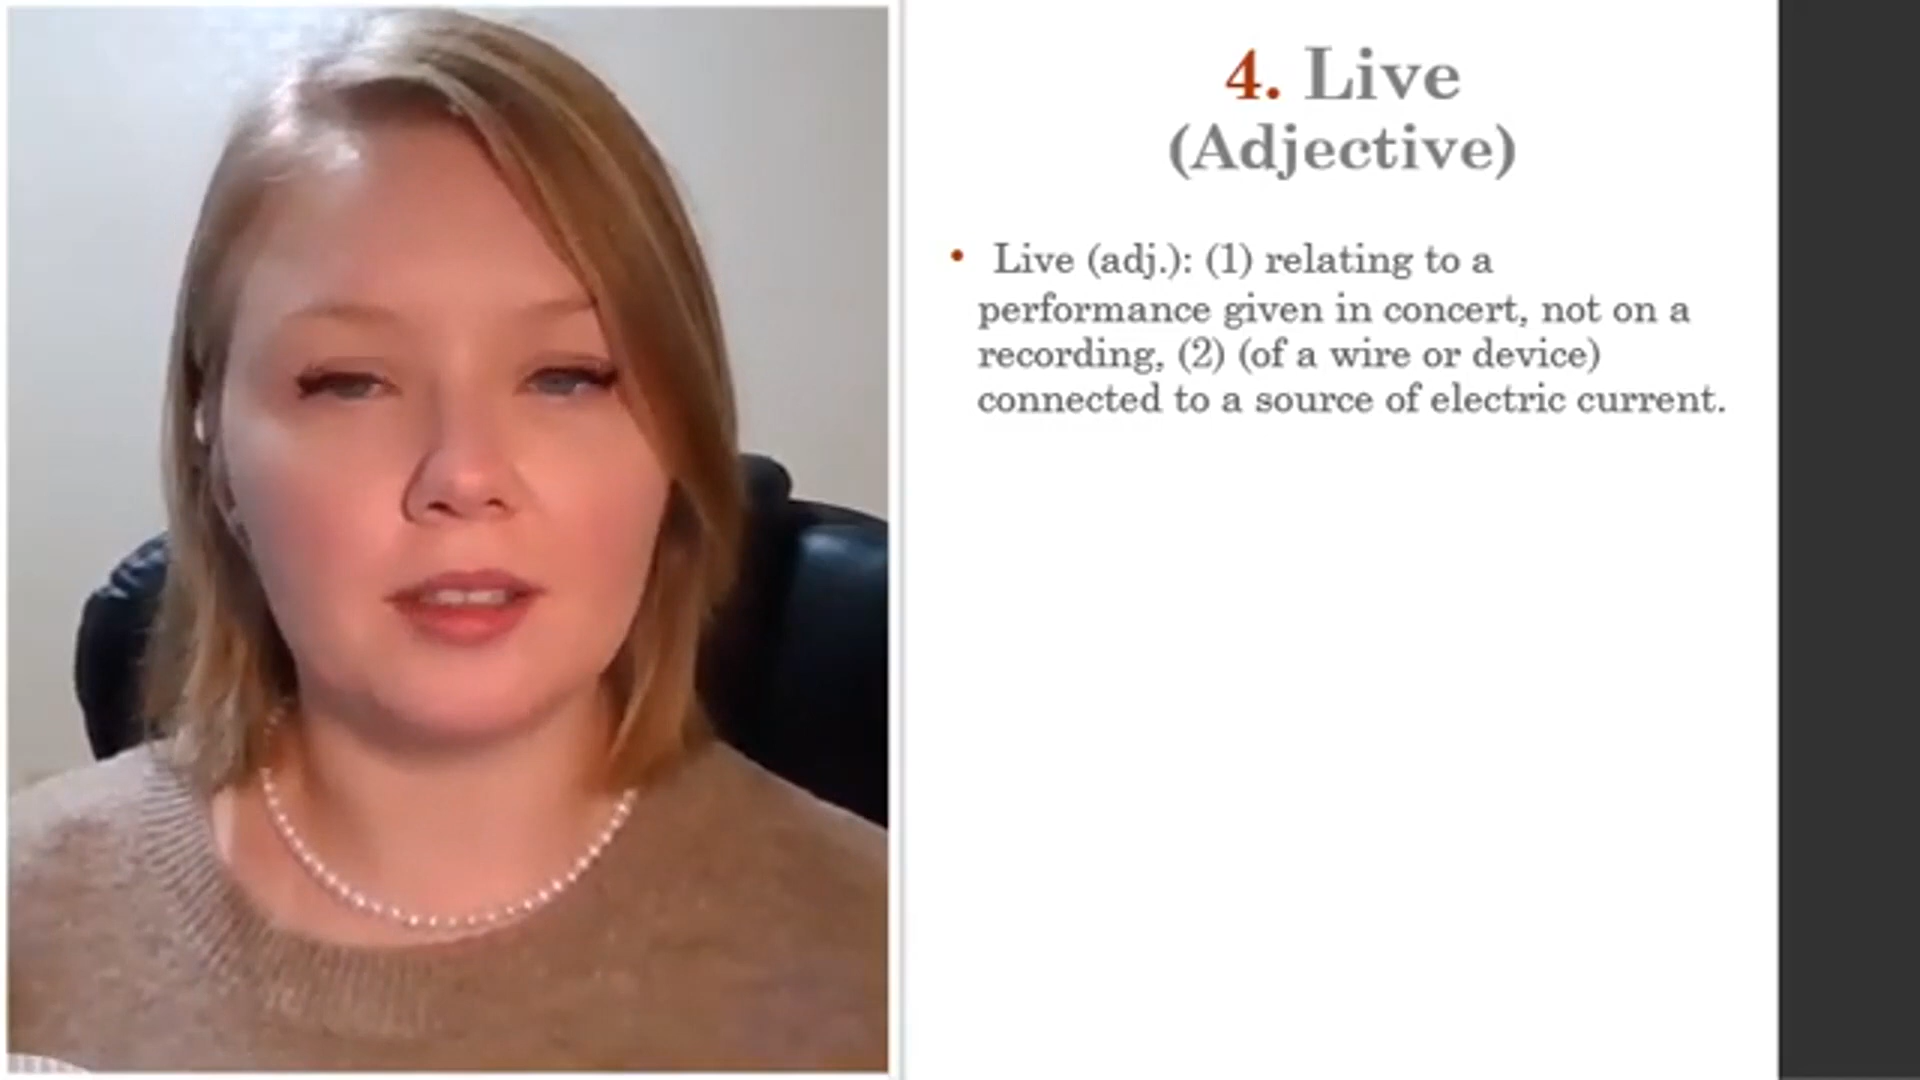 4. Live
(Adjective)
• Live (adj.): (1) relating to a
performance given in concert, not on a
recording, (2) (of a wire or device)
connected to a source of electric current.